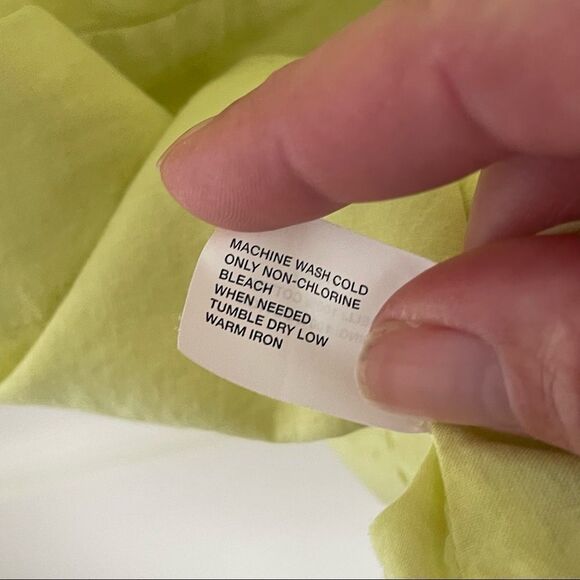 MACHINE WASH COLD
ONLY NON-CHLORINE
BLEACH
WHEN NEEDED
TUMBLE DRY LOW
WARM IRON